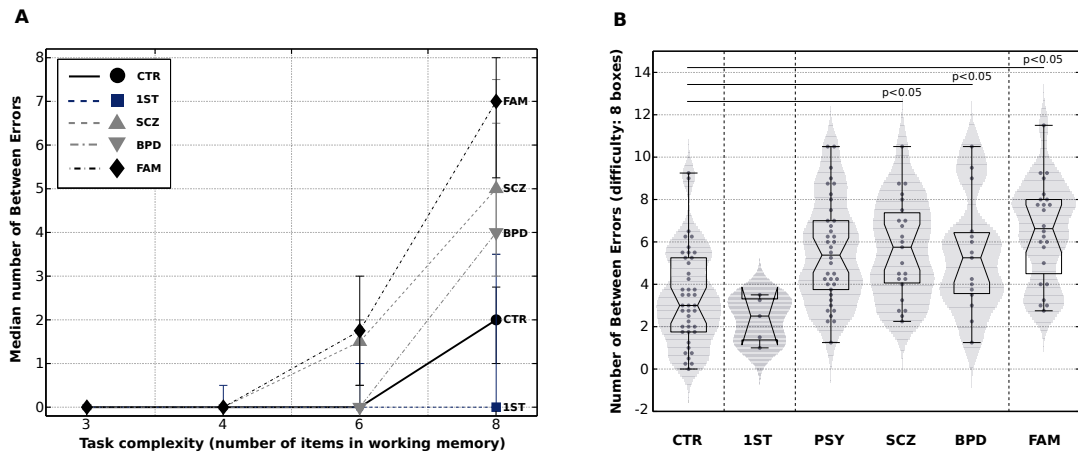 A
Median number of Between Errors
8
7
6
5
4
3
2
1
0
CTR
1ST
SCZ
BPD
FAM
FAM
SCZ
BPD
CTR
1ST
3 4 6 8
Task complexity (number of items in working memory)
B
Number of Between Errors (difficulty: 8 boxes)
14
12
10
8
6
4
2
0
-2
p<0.05
p<0.05
p<0.05
CTR 1ST PSY SCZ BPD FAM